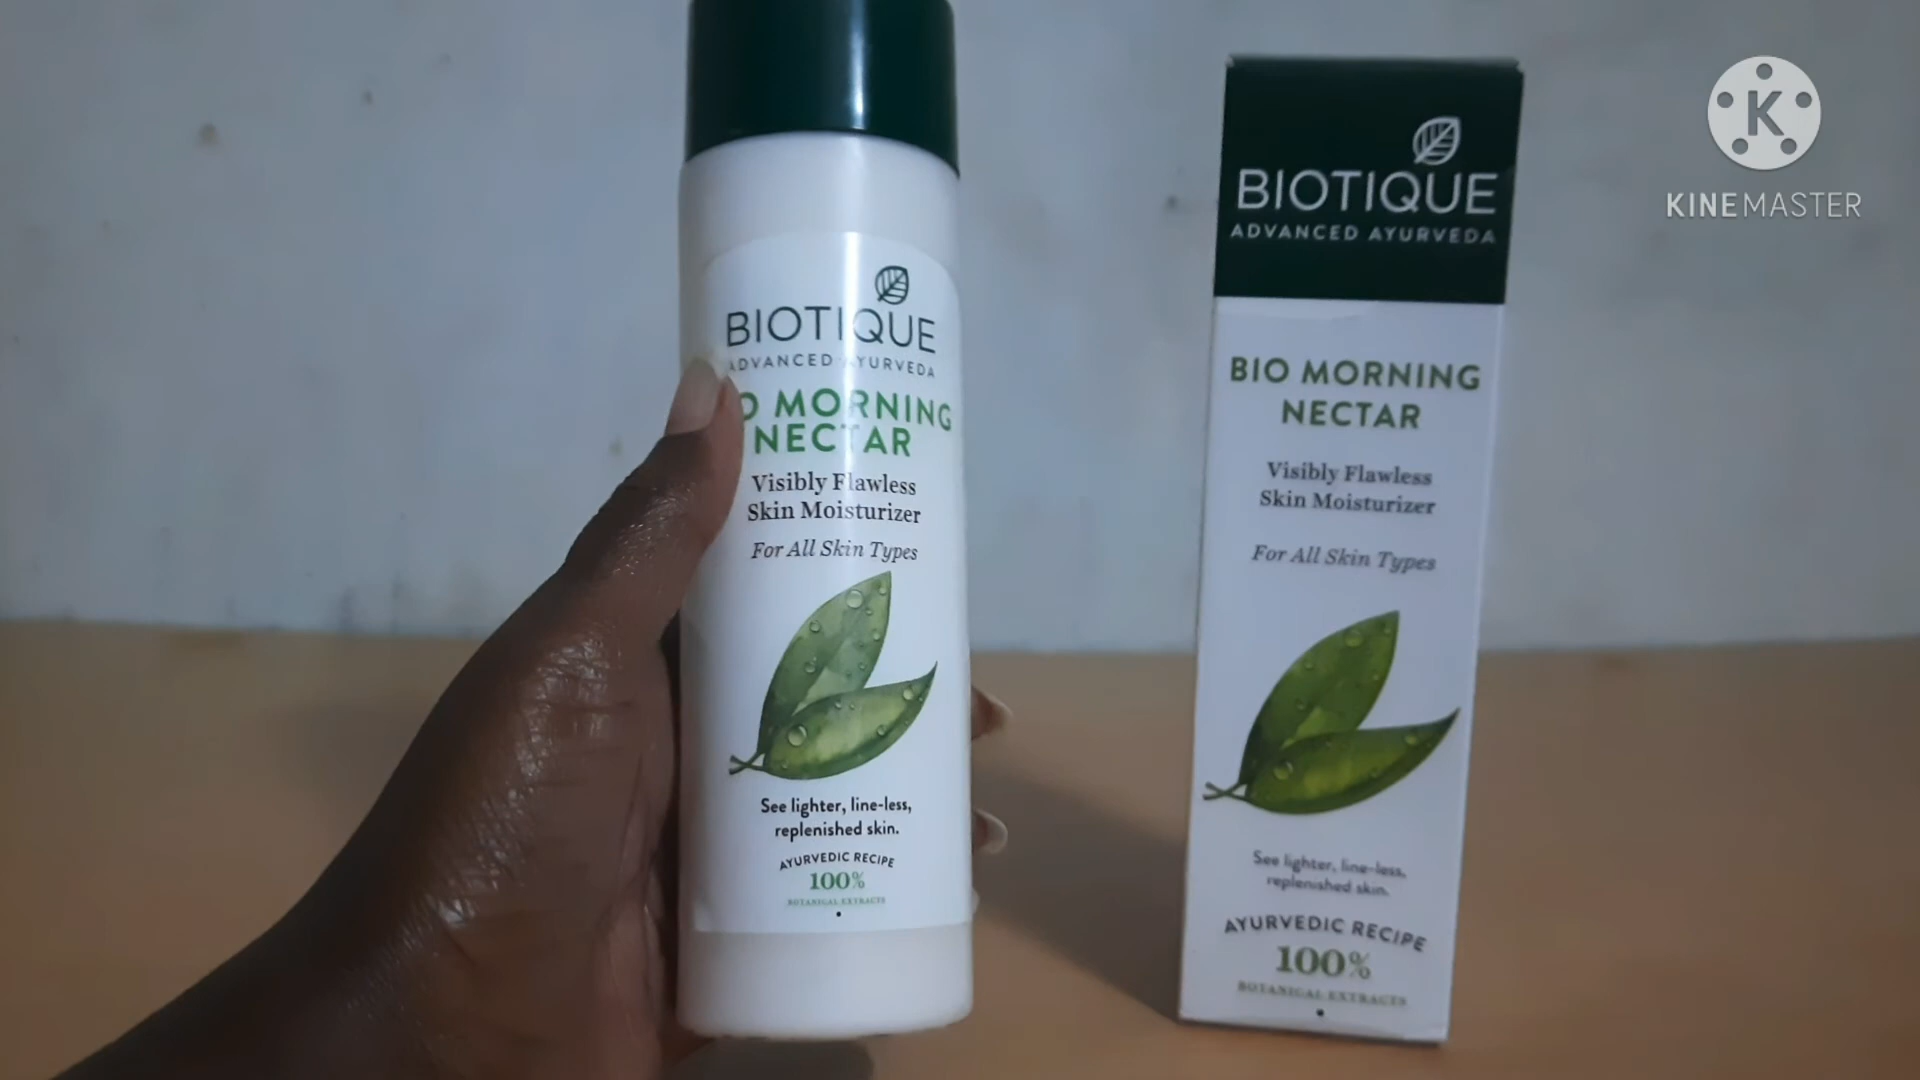 BIOTIQUE
ADVANCED AYURVEDA
O MORNING
NECTAR
Visibly Flawless
Skin Moisturizer
For All Skin Types
See lighter, line-less,
replenished skin.
AYURVEDIC RECIPE
100%
BOTANICAL EXTRACTS
BIOTIQUE
ADVANCED AYURVEDA
BIO MORNING
NECTAR
Visibly Flawless
Skin Moisturizer
For All Skin Types
See lighter, line-less,
replenished skin.
AYURVEDIC RECIPE
100%
BOTANICAL EXTRACTS
K
KINEMASTER